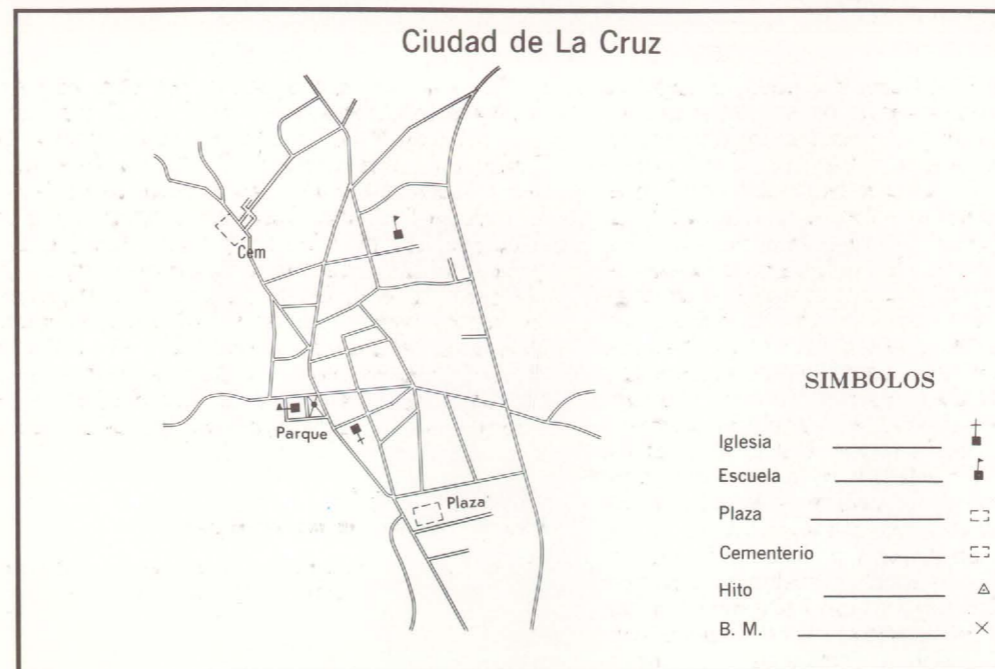 Ciudad de La Cruz
Cem
Parque
Plaza
SIMBOLOS
Iglesia
Escuela
Plaza
Cementerio
Hito
B. M.